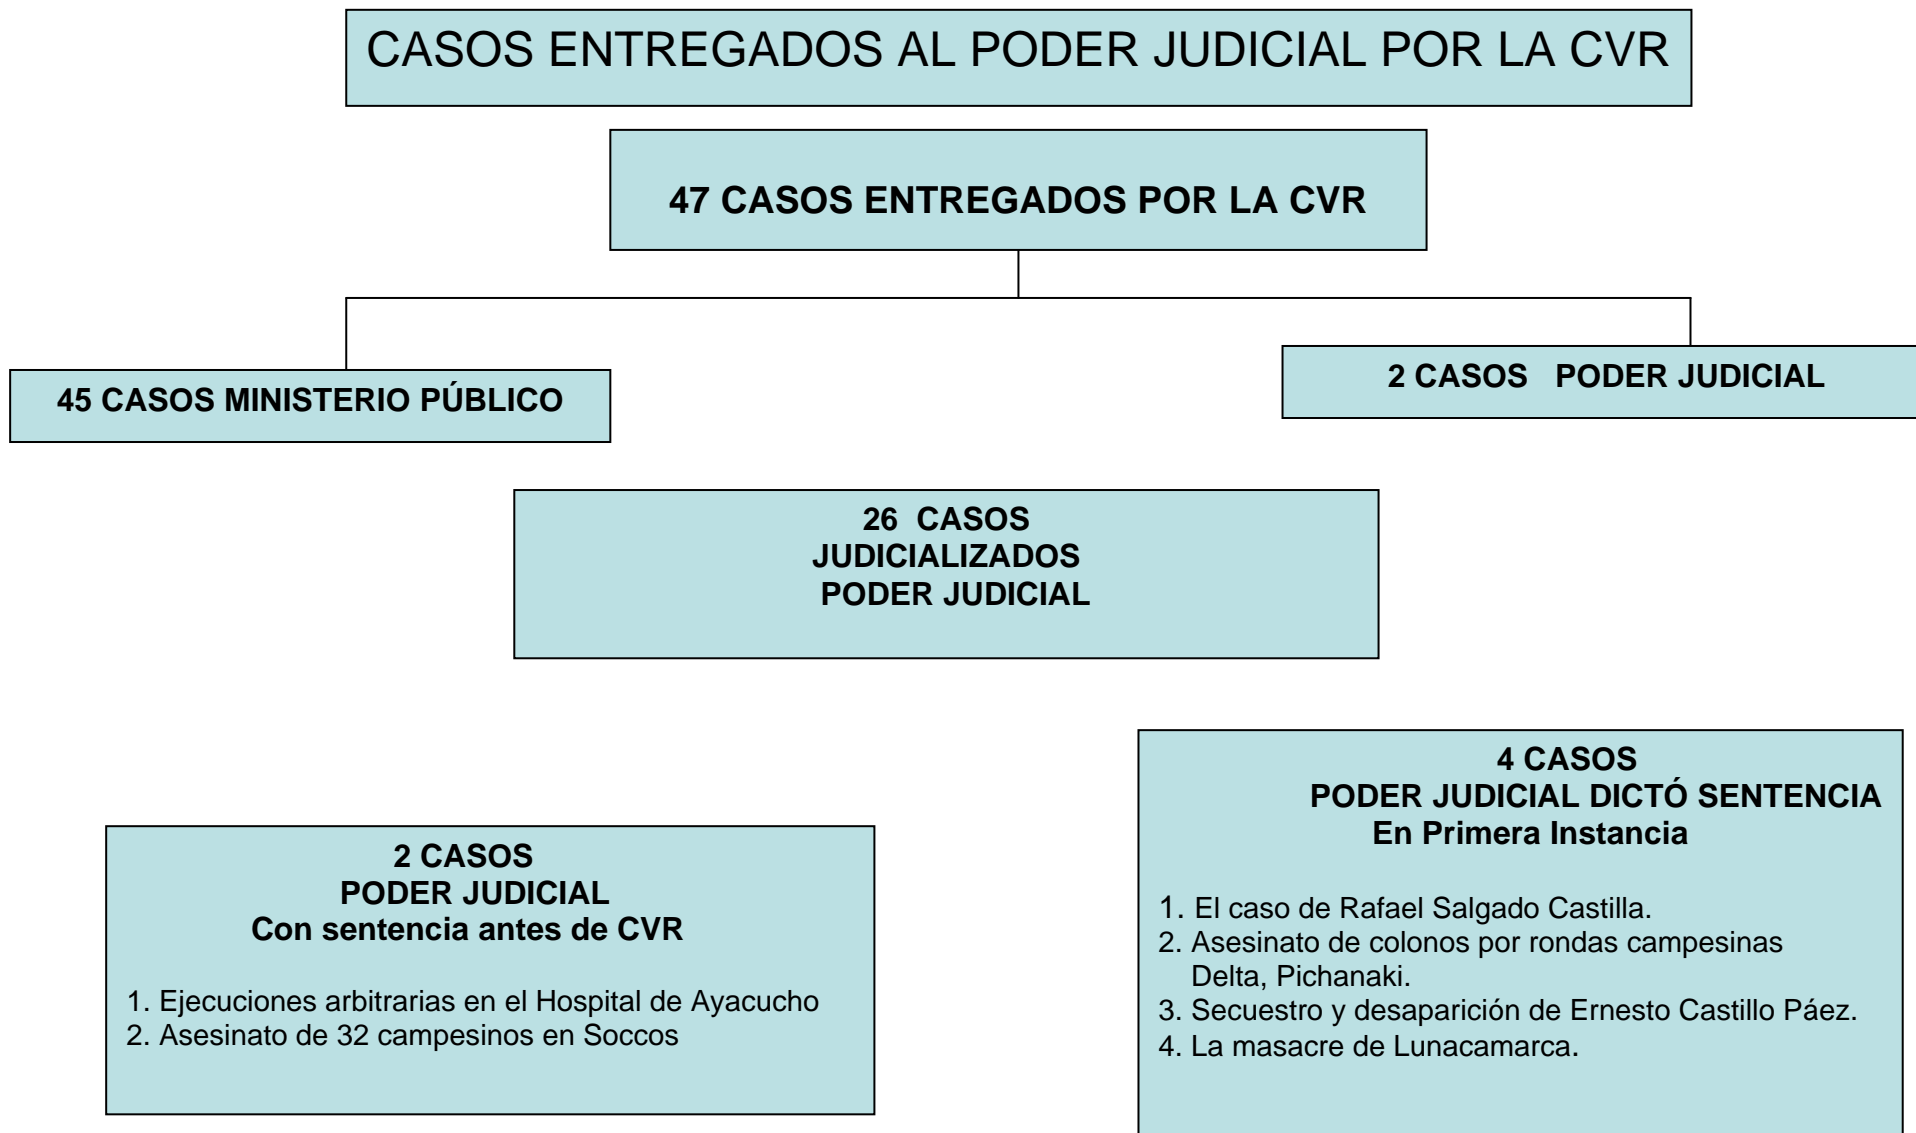 CASOS ENTREGADOS AL PODER JUDICIAL POR LA CVR
47 CASOS ENTREGADOS POR LA CVR
45 CASOS MINISTERIO PÚBLICO
2 CASOS PODER JUDICIAL
26 CASOS
JUDICIALIZADOS
PODER JUDICIAL
2 CASOS
PODER JUDICIAL
Con sentencia antes de CVR
1. Ejecuciones arbitrarias en el Hospital de Ayacucho
2. Asesinato de 32 campesinos en Soccos
4 CASOS
PODER JUDICIAL DICTÓ SENTENCIA
En Primera Instancia
1. El caso de Rafael Salgado Castilla.
2. Asesinato de colonos por rondas campesinas
Delta, Pichanaki.
3. Secuestro y desaparición de Ernesto Castillo Páez.
4. La masacre de Lunacamarca.